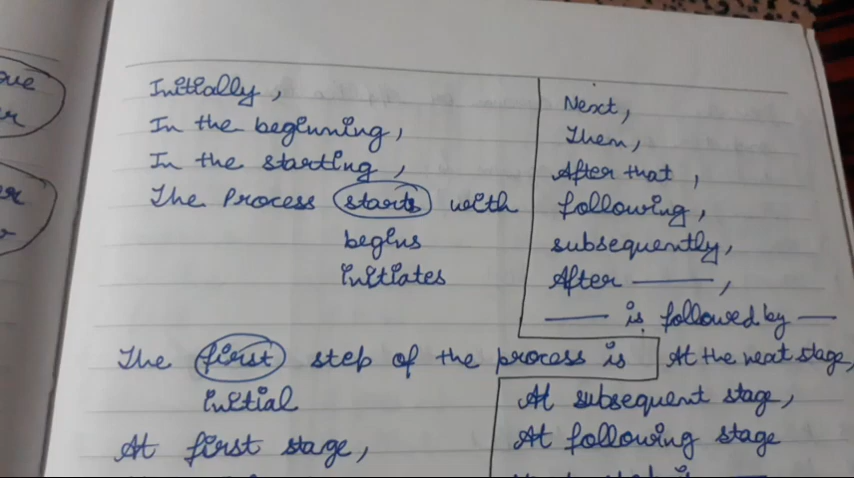 Initially,
In the beginning,
In the starting,
The Process starts with
begins
initiates
The first step of the process is
initial
At first stage,
Next,
Then,
After that,
following,
subsequently,
After ——,
—— is followed by —
At the next stage,
At subsequent stage,
At following stage